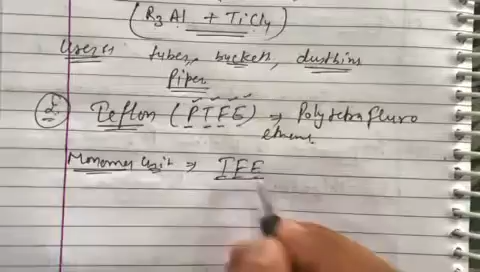 (R3Al + TiCl4)
Uses:- tubes, buckets, dustbins
Pipes
② Teflon (PTFE) ⇒ Polytetrafluro
ethene
Monomer Unit ⇒ TFE